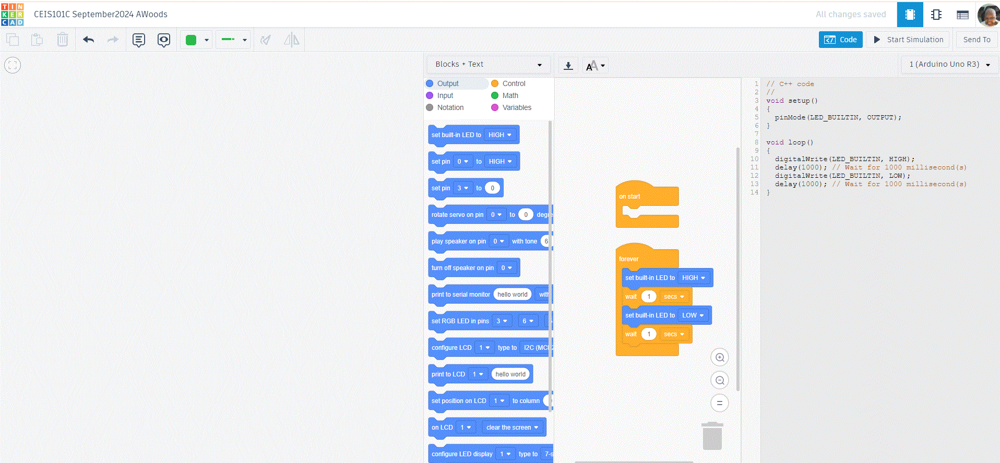 TIN
KER
CAD
CEIS101C September2024 AWoods
All changes saved
Code
Start Simulation
Send To
Blocks + Text
AA
1 (Arduino Uno R3)
Output
Control
Input
Math
Notation
Variables
set built-in LED to HIGH
set pin 0 to HIGH
set pin 3 to 0
rotate servo on pin 0 to 0 degre
play speaker on pin 0 with tone 6
turn off speaker on pin 0
print to serial monitor hello world with
set RGB LED in pins 3 6
configure LCD 1 type to I2C (MC
print to LCD 1 hello world
set position on LCD 1 to column
on LCD 1 clear the screen
configure LED display 1 type to 7-s
on start
forever
set built-in LED to HIGH
wait 1 secs
set built-in LED to LOW
wait 1 secs
1 // C++ code
2 //
3 void setup()
4 {
5 pinMode(LED_BUILTIN, OUTPUT);
6 }
7
8 void loop()
9 {
10 digitalWrite(LED_BUILTIN, HIGH);
11 delay(1000); // Wait for 1000 millisecond(s)
12 digitalWrite(LED_BUILTIN, LOW);
13 delay(1000); // Wait for 1000 millisecond(s)
14 }